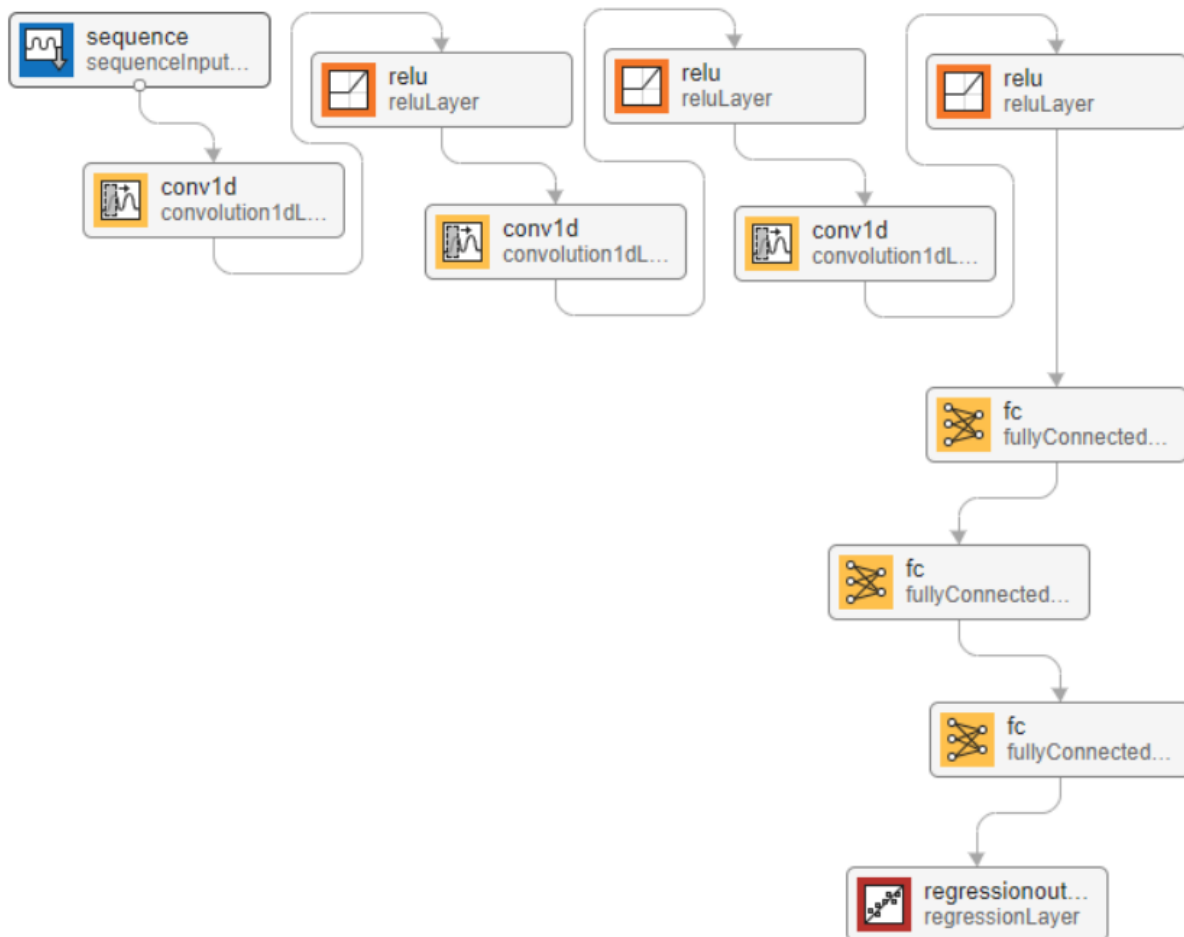 sequence
sequenceInput...
conv1d
convolution1dL...
relu
reluLayer
conv1d
convolution1dL...
relu
reluLayer
conv1d
convolution1dL...
relu
reluLayer
fc
fullyConnected...
fc
fullyConnected...
fc
fullyConnected...
regressionout...
regressionLayer